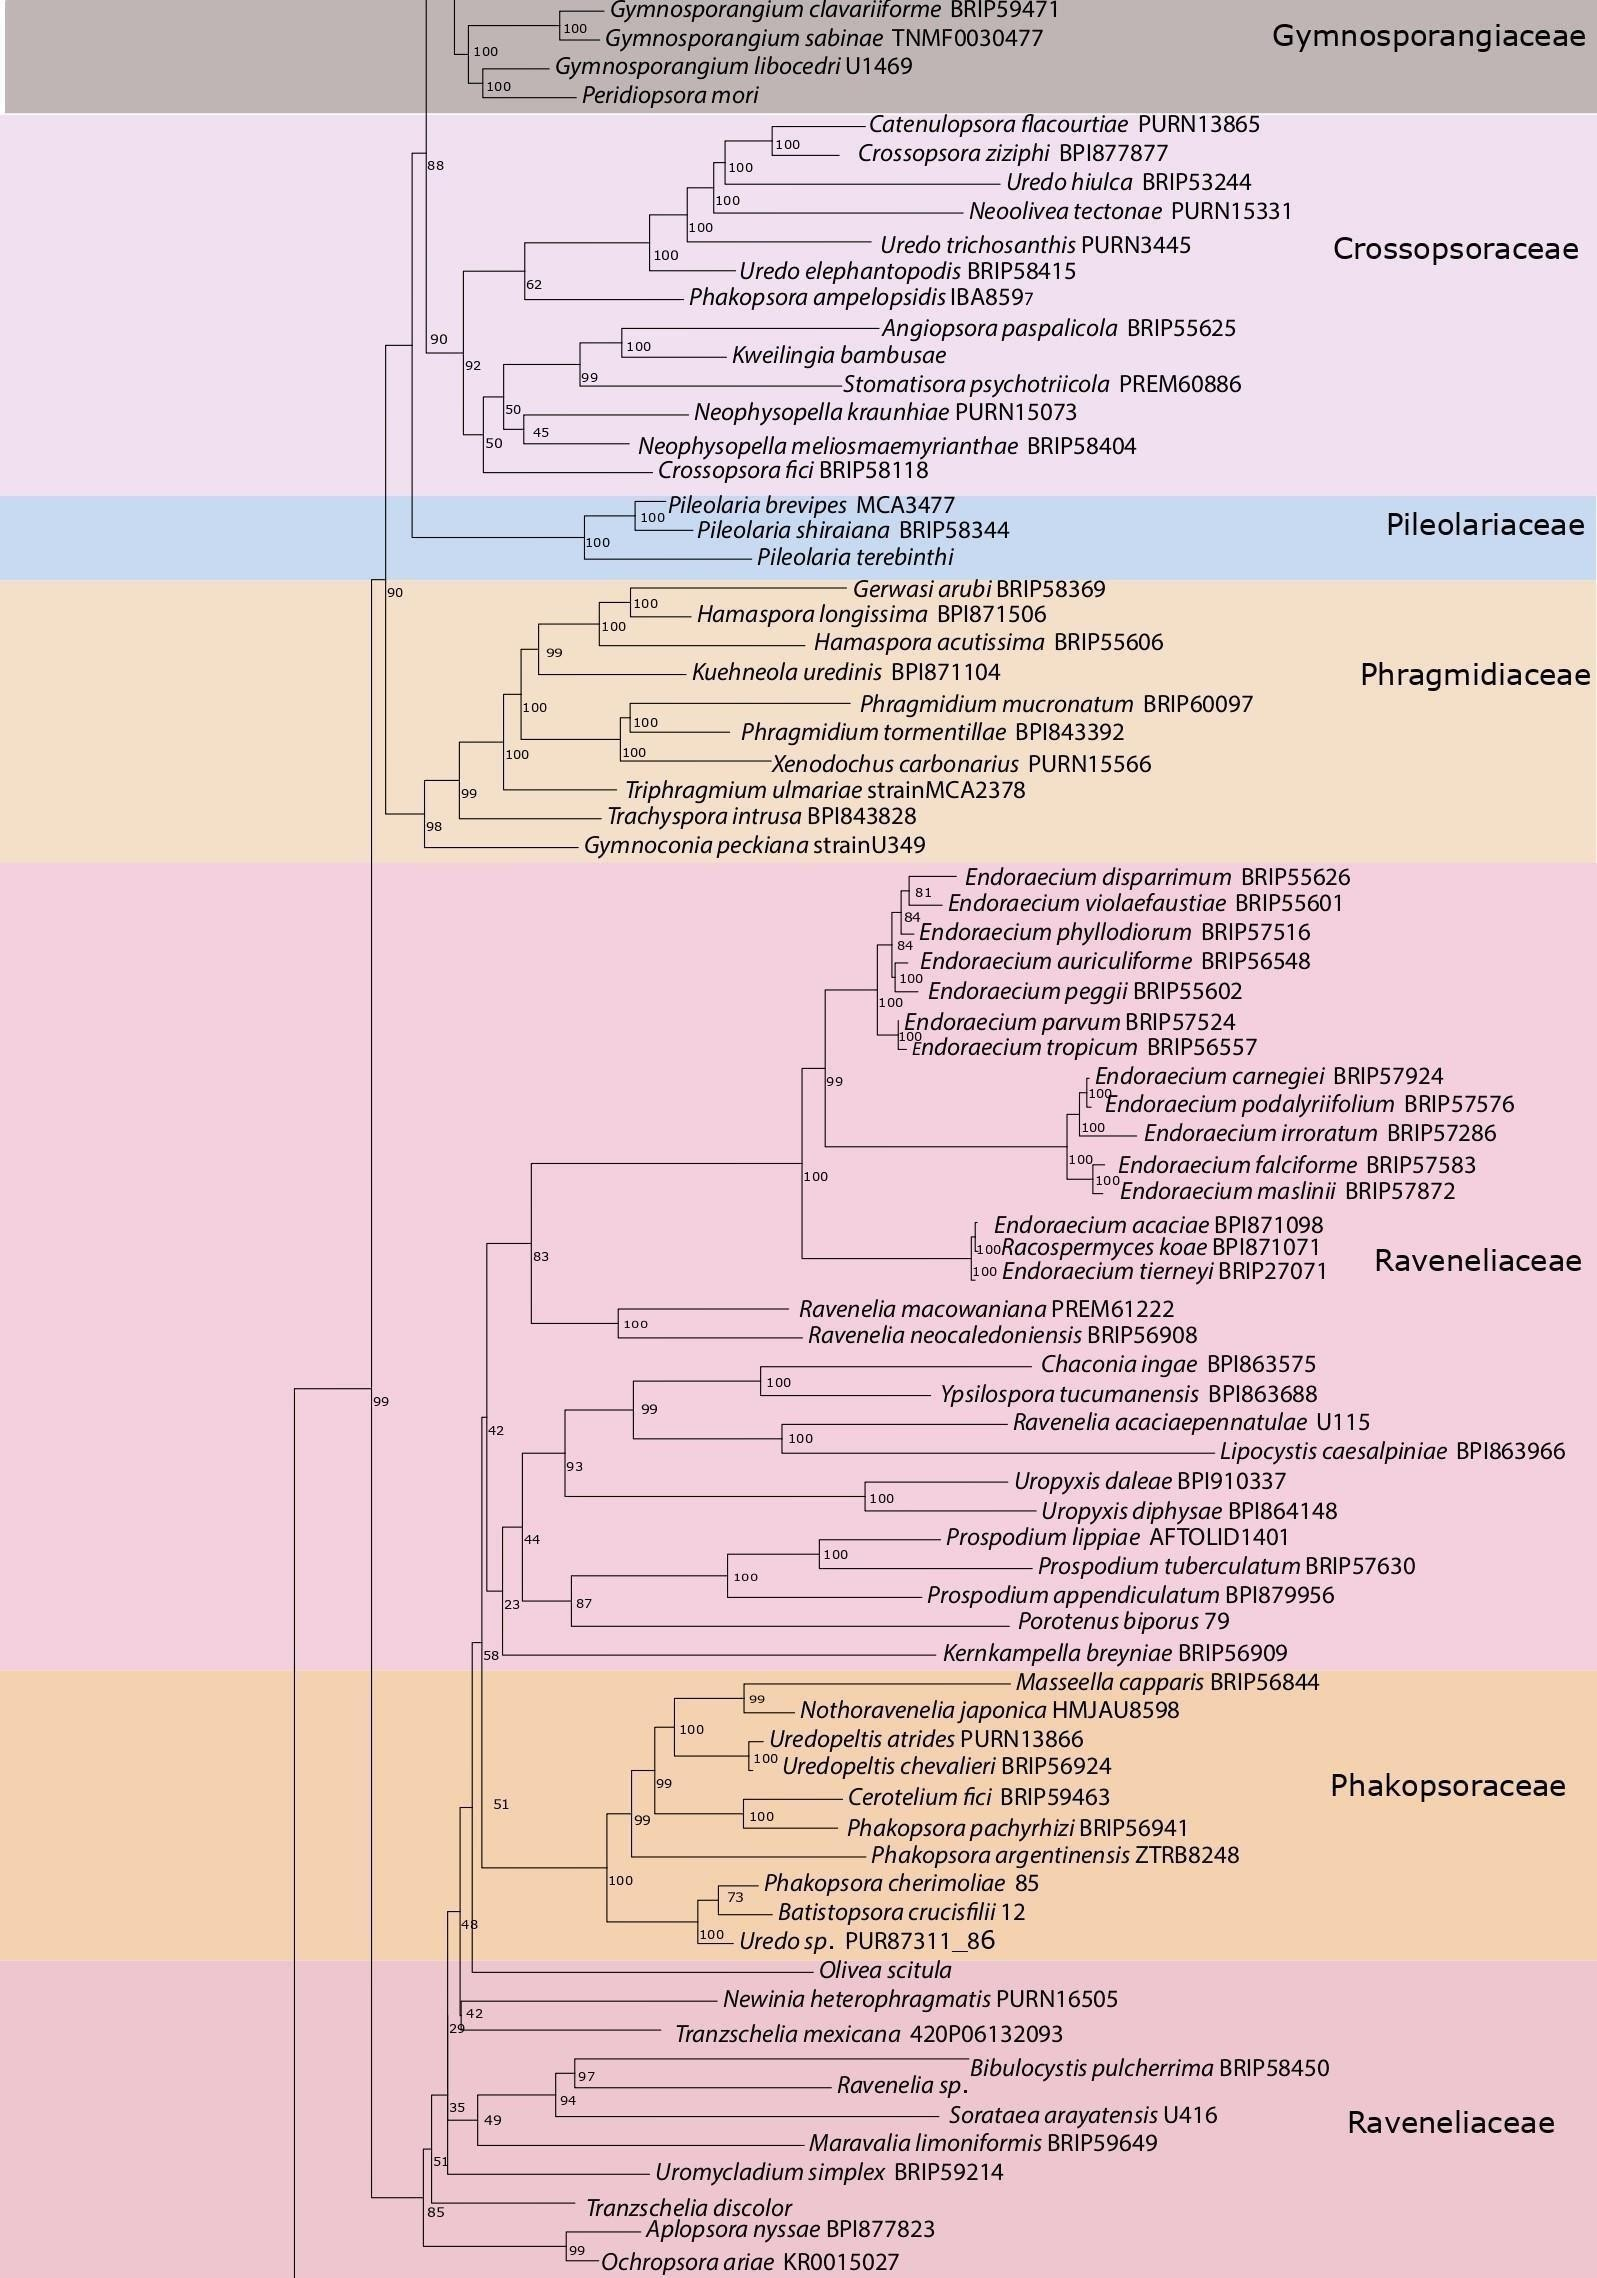 Gymnosporangium clavariiforme BRIP59471
100
Gymnosporangium sabinae TNMF0030477
Gymnosporangiaceae
100
Gymnosporangium libocedri U1469
100
Peridiopsora mori
Catenulopsora flacourtiae PURN13865
100
Crossopsora ziziphi BPI877877
88
100
Uredo hiulca BRIP53244
100
Neoolivea tectonae PURN15331
100
Uredo trichosanthis PURN3445
Crossopsoraceae
100
Uredo elephantopodis BRIP58415
62
Phakopsora ampelopsidis IBA8597
Angiopsora paspalicola BRIP55625
90
100
Kweilingia bambusae
92
99
Stomatisora psychotriicola PREM60886
50
Neophysopella kraunhiae PURN15073
45
50
Neophysopella meliosmaemyrianthae BRIP58404
Crossopsora fici BRIP58118
Pileolaria brevipes MCA3477
100
Pileolariaceae
Pileolaria shiraiana BRIP58344
100
Pileolaria terebinthi
90
Gerwasi arubi BRIP58369
100
Hamaspora longissima BPI871506
100
Hamaspora acutissima BRIP55606
99
Kuehneola uredinis BPI871104
Phragmidiaceae
100
Phragmidium mucronatum BRIP60097
100
Phragmidium tormentillae BPI843392
100
100
Xenodochus carbonarius PURN15566
99
Triphragmium ulmariae strainMCA2378
Trachyspora intrusa BPI843828
98
Gymnoconia peckiana strainU349
Endoraecium disparrimum BRIP55626
81
Endoraecium violaefaustiae BRIP55601
84
Endoraecium phyllodiorum BRIP57516
84
Endoraecium auriculiforme BRIP56548
100
Endoraecium peggii BRIP55602
100
Endoraecium parvum BRIP57524
100
Endoraecium tropicum BRIP56557
99
Endoraecium carnegiei BRIP57924
100
Endoraecium podalyriifolium BRIP57576
100
Endoraecium irroratum BRIP57286
100
Endoraecium falciforme BRIP57583
100
100
Endoraecium maslinii BRIP57872
Endoraecium acaciae BPI871098
83
100
Racospermyces koae BPI871071
Raveneliaceae
100
Endoraecium tierneyi BRIP27071
Ravenelia macowaniana PREM61222
100
Ravenelia neocaledoniensis BRIP56908
Chaconia ingae BPI863575
100
Ypsilospora tucumanensis BPI863688
99
99
Ravenelia acaciaepennatulae U115
42
100
Lipocystis caesalpiniae BPI863966
93
Uropyxis daleae BPI910337
100
Uropyxis diphysae BPI864148
44
Prospodium lippiae AFTOLID1401
100
Prospodium tuberculatum BRIP57630
100
Prospodium appendiculatum BPI879956
23
87
Porotenus biporus 79
58
Kernkampella breyniae BRIP56909
Masseella capparis BRIP56844
99
Nothoravenelia japonica HMJAU8598
100
Uredopeltis atrides PURN13866
100
Uredopeltis chevalieri BRIP56924
99
Phakopsoraceae
Cerotelium fici BRIP59463
51
100
99
Phakopsora pachyrhizi BRIP56941
Phakopsora argentinensis ZTRB8248
100
Phakopsora cherimoliae 85
73
Batistopsora crucisfilii 12
48
100
Uredo sp. PUR87311_86
Olivea scitula
Newinia heterophragmatis PURN16505
42
29
Tranzschelia mexicana 420P06132093
Bibulocystis pulcherrima BRIP58450
97
Ravenelia sp.
94
35
49
Sorataea arayatensis U416
Raveneliaceae
Maravalia limoniformis BRIP59649
51
Uromycladium simplex BRIP59214
85
Tranzschelia discolor
Aplopsora nyssae BPI877823
99
Ochropsora ariae KR0015027